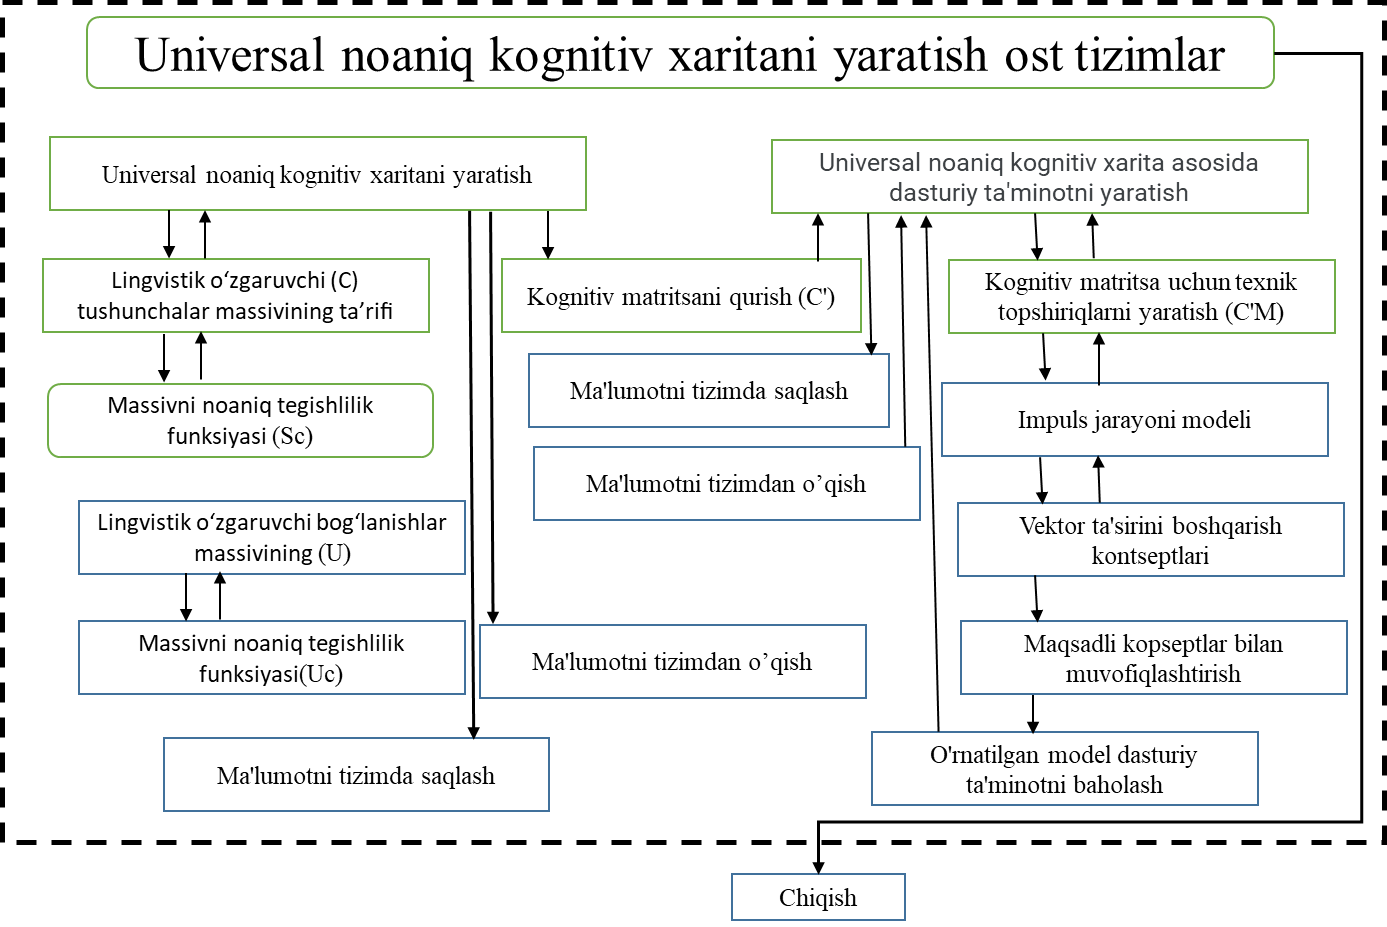 Universal noaniq kognitiv xaritani yaratish ost tizimlar
Universal noaniq kognitiv xaritani yaratish
Lingvistik o‘zgaruvchi (C)
tushunchalar massivining ta’rifi
Massivni noaniq tegishlilik
funksiyasi (Sc)
Lingvistik o‘zgaruvchi bog‘lanishlar
massivining (U)
Massivni noaniq tegishlilik
funksiyasi(Uc)
Ma'lumotni tizimda saqlash
Kognitiv matritsani qurish (C')
Ma'lumotni tizimda saqlash
Ma'lumotni tizimdan o’qish
Ma'lumotni tizimdan o’qish
Universal noaniq kognitiv xarita asosida
dasturiy ta'minotni yaratish
Kognitiv matritsa uchun texnik
topshiriqlarni yaratish (C'M)
Impuls jarayoni modeli
Vektor ta'sirini boshqarish
kontseptlari
Maqsadli kopseptlar bilan
muvofiqlashtirish
O'rnatilgan model dasturiy
ta'minotni baholash
Chiqish